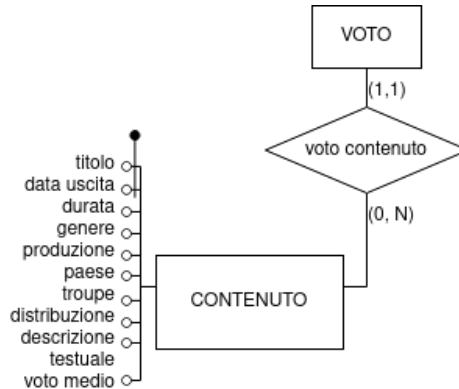 VOTO
(1,1)
voto contenuto
(0, N)
titolo
data uscita
durata
genere
produzione
paese
troupe
distribuzione
descrizione
testuale
voto medio
CONTENUTO